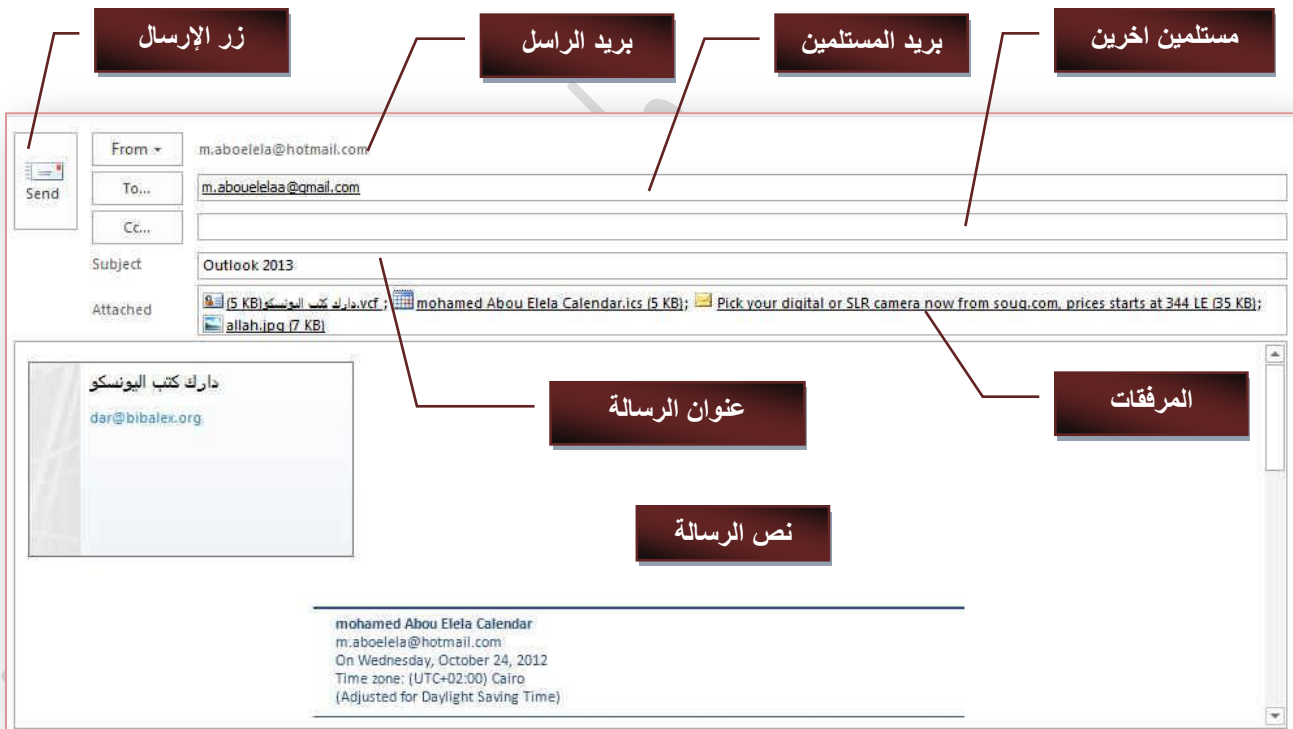 زر الإرسال
بريد الراسل
بريد المستلمين
مستلمين اخرين
Send
From
m.aboelela@hotmail.com
To...
m.abouelelaa@gmail.com
Cc...
Subject
Outlook 2013
Attached
دارك كتب اليونسكو.vcf (5 KB); mohamed Abou Elela Calendar.ics (5 KB); Pick your digital or SLR camera now from souq.com, prices starts at 344 LE (35 KB);
allah.jpg (7 KB)
دارك كتب اليونسكو
dar@bibalex.org
عنوان الرسالة
المرفقات
نص الرسالة
mohamed Abou Elela Calendar
m.aboelela@hotmail.com
On Wednesday, October 24, 2012
Time zone: (UTC+02:00) Cairo
(Adjusted for Daylight Saving Time)